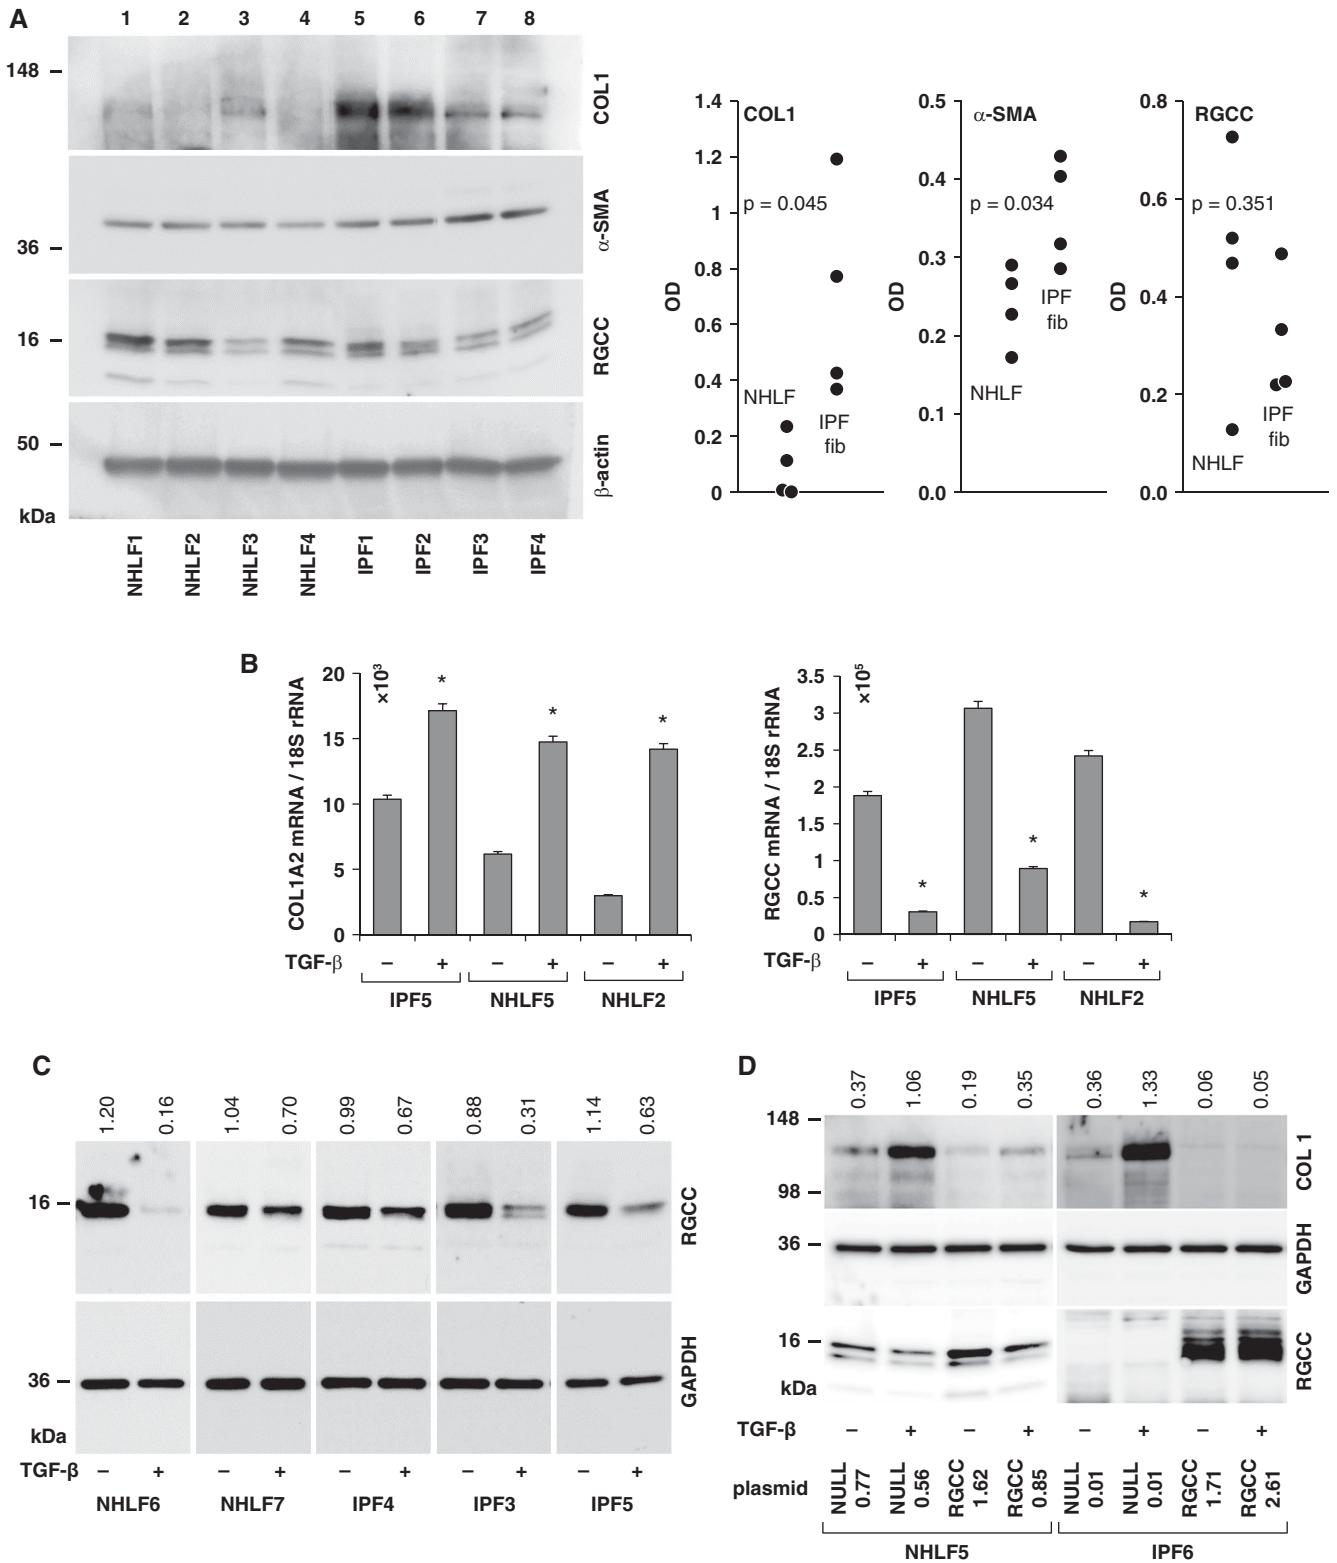 A
1 2 3 4 5 6 7 8
148
COL1
α-SMA
36
16
RGCC
50
β-actin
kDa
NHLF1 NHLF2 NHLF3 NHLF4 IPF1 IPF2 IPF3 IPF4
COL1
1.4
1.2
1
0.8
0.6
0.4
0.2
0
OD
p = 0.045
NHLF
IPF
fib
α-SMA
0.5
0.4
0.3
0.2
0.1
0.0
OD
p = 0.034
NHLF
IPF
fib
RGCC
0.8
0.6
0.4
0.2
0.0
OD
p = 0.351
NHLF
IPF
fib
B
COL1A2 mRNA / 18S rRNA
×10³
20
15
10
5
0
* * *
TGF-β – + – + – +
IPF5 NHLF5 NHLF2
RGCC mRNA / 18S rRNA
×10⁵
3.5
3
2.5
2
1.5
1
0.5
0
* * *
TGF-β – + – + – +
IPF5 NHLF5 NHLF2
C
1.20 0.16 1.04 0.70 0.99 0.67 0.88 0.31 1.14 0.63
16
RGCC
36
GAPDH
kDa
TGF-β – + – + – + – + – +
NHLF6 NHLF7 IPF4 IPF3 IPF5
D
0.37 1.06 0.19 0.35 0.36 1.33 0.06 0.05
148
98
COL 1
36
GAPDH
16
RGCC
kDa
TGF-β – + – + – + – +
plasmid
NULL 0.77
NULL 0.56
RGCC 1.62
RGCC 0.85
NULL 0.01
NULL 0.01
RGCC 1.71
RGCC 2.61
NHLF5 IPF6